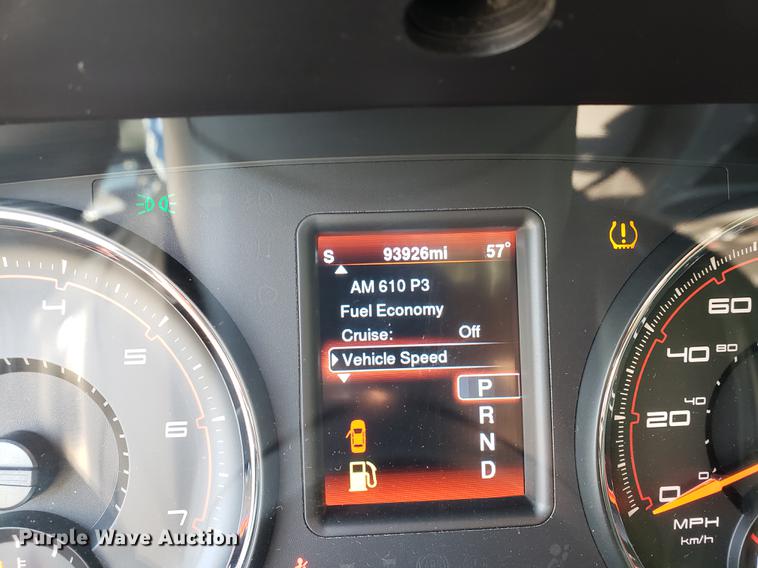 S 93926mi 57°
AM 610 P3
Fuel Economy
Cruise: Off
Vehicle Speed
P
R
N
D
4
5
6
7
60
80
40
40
20
0
0
MPH
km/h
Purple Wave Auction